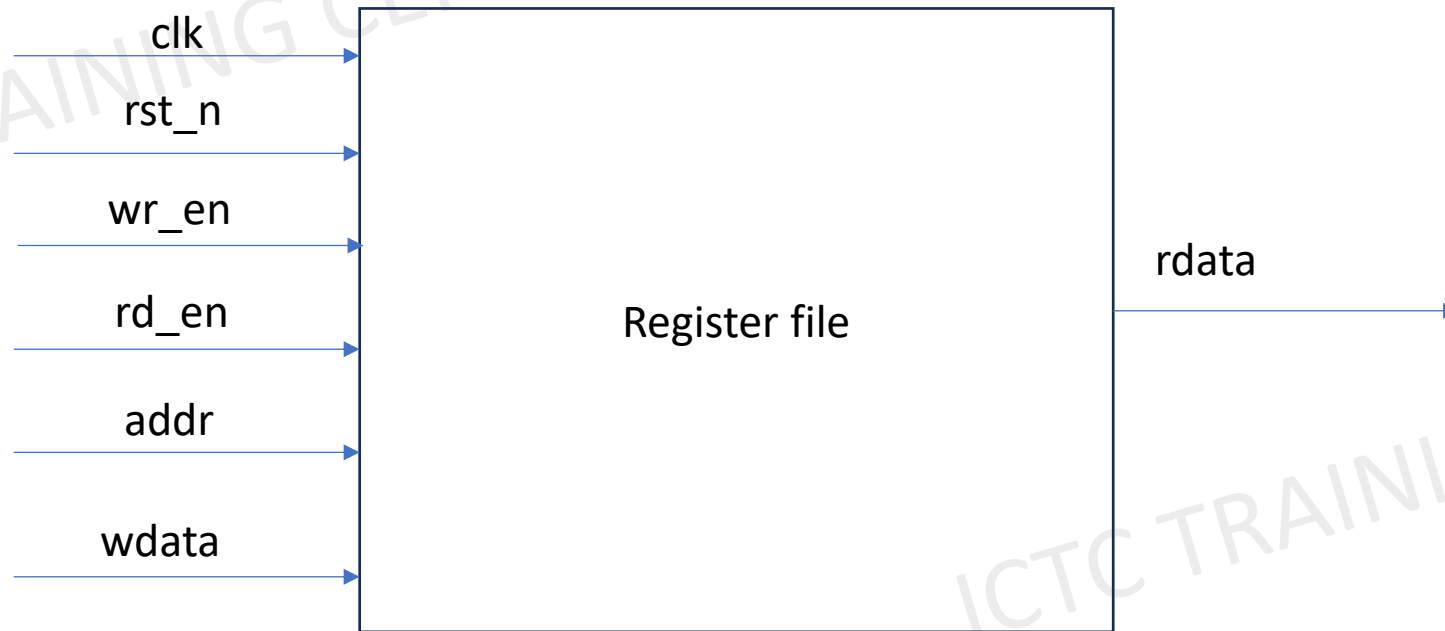 clk
rst_n
wr_en
rd_en
addr
wdata
Register file
rdata
ICTC TRAINI